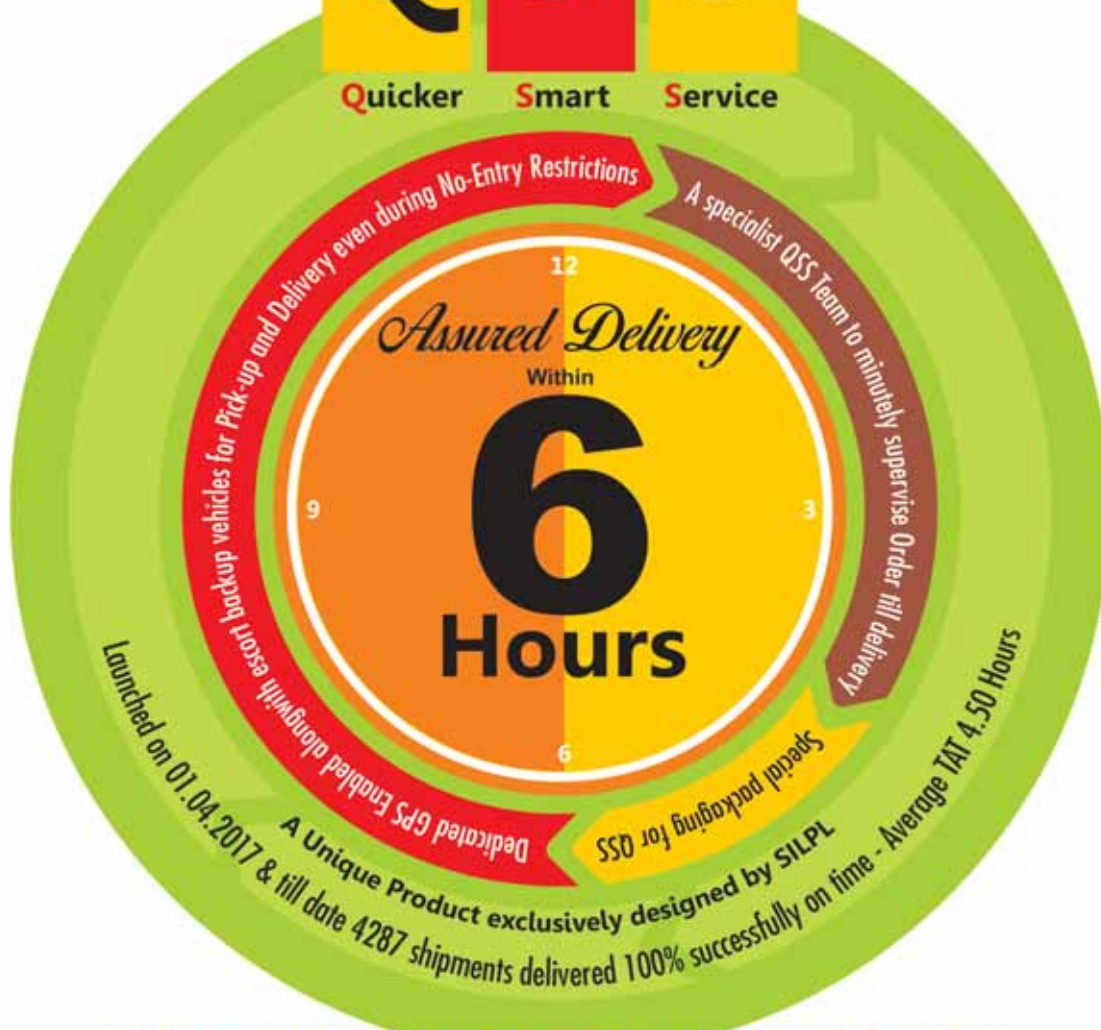 Quicker Smart Service
Dedicated GPS Enabled alongwith escort backup vehicles for Pick-up and Delivery even during No-Entry Restrictions
A specialist QSS Team to minutely supervise Order till delivery
Special packaging for QSS
12
Assured Delivery
Within
6
Hours
9
3
6
A Unique Product exclusively designed by SILPL
Launched on 01.04.2017 & till date 4287 shipments delivered 100% successfully on time - Average TAT 4.50 Hours